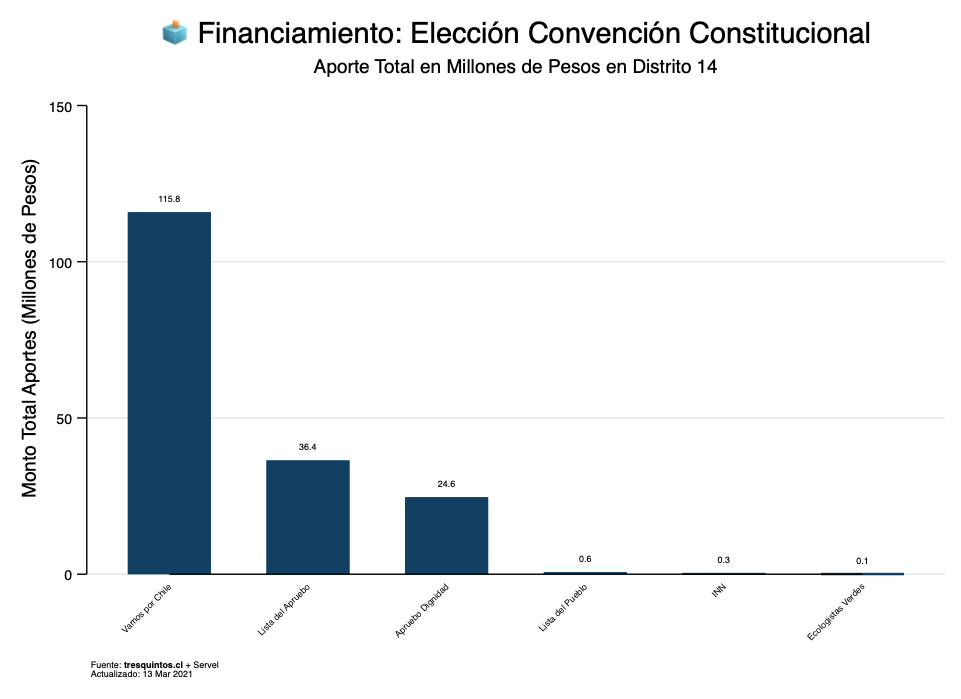 Financiamiento: Elección Convención Constitucional
Aporte Total en Millones de Pesos en Distrito 14
Monto Total Aportes (Millones de Pesos)
150
100
50
0
115.8
36.4
24.6
0.6
0.3
0.1
Vamos por Chile
Lista del Apruebo
Apruebo Dignidad
Lista del Pueblo
INN
Ecologistas Verdes
Fuente: tresquintos.cl + Servel
Actualizado: 13 Mar 2021